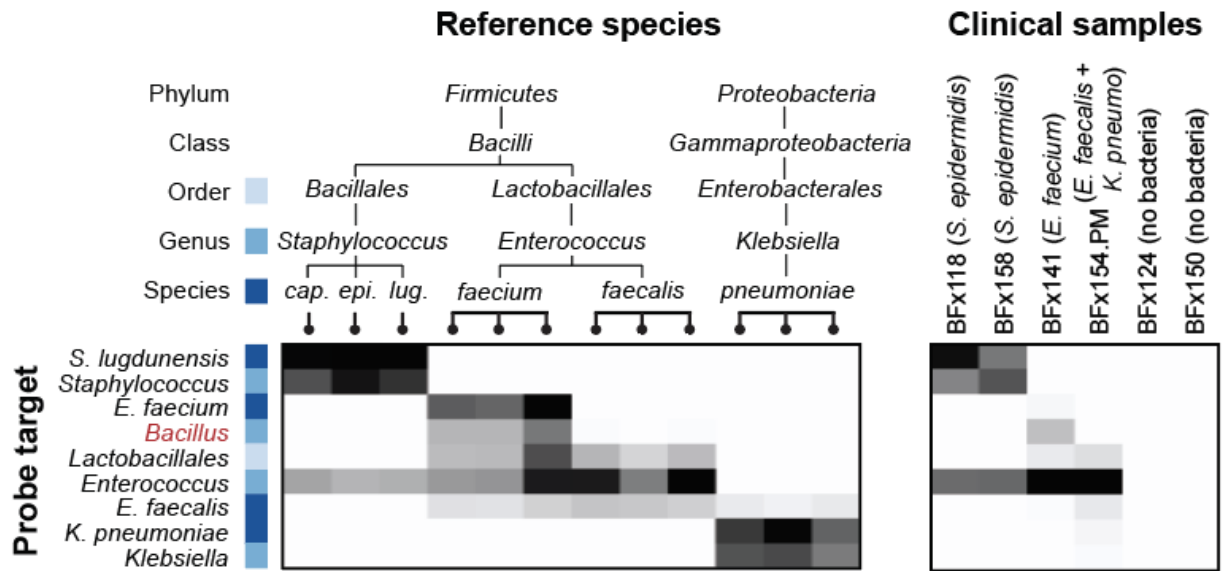 Reference species
Clinical samples
Phylum
Firmicutes
Proteobacteria
Class
Bacilli
Gammaproteobacteria
Order
Bacillales
Lactobacillales
Enterobacterales
Genus
Staphylococcus
Enterococcus
Klebsiella
Species
cap. epi. lug.
faecium
faecalis
pneumoniae
BFx118 (S. epidermidis)
BFx158 (S. epidermidis)
BFx141 (E. faecium)
BFx154.PM (E. faecalis +
K. pneumo)
BFx124 (no bacteria)
BFx150 (no bacteria)
Probe target
S. lugdunensis
Staphylococcus
E. faecium
Bacillus
Lactobacillales
Enterococcus
E. faecalis
K. pneumoniae
Klebsiella